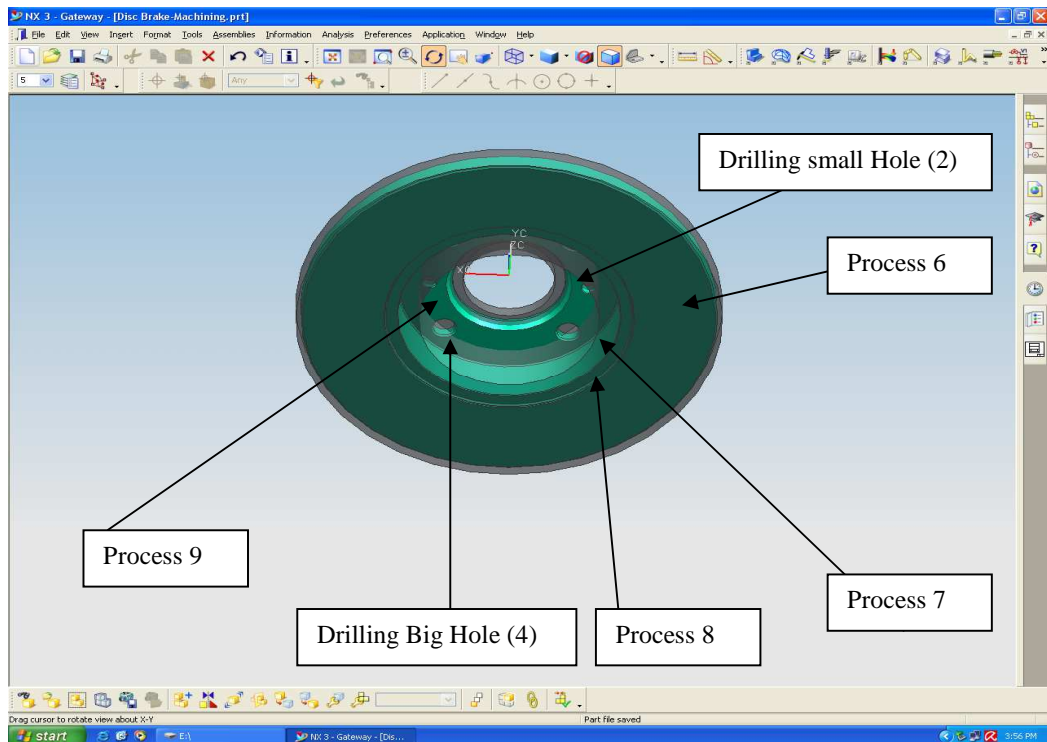 NX 3 - Gateway - [Disc Brake-Machining.prt]
File Edit View Insert Format Tools Assemblies Information Analysis Preferences Application Window Help
5
Any
Drilling small Hole (2)
YC
ZC
XC
Process 6
Process 9
Process 7
Drilling Big Hole (4)
Process 8
Drag cursor to rotate view about X-Y
Part file saved
start
E:\
NX 3 - Gateway - [Dis...
3:56 PM